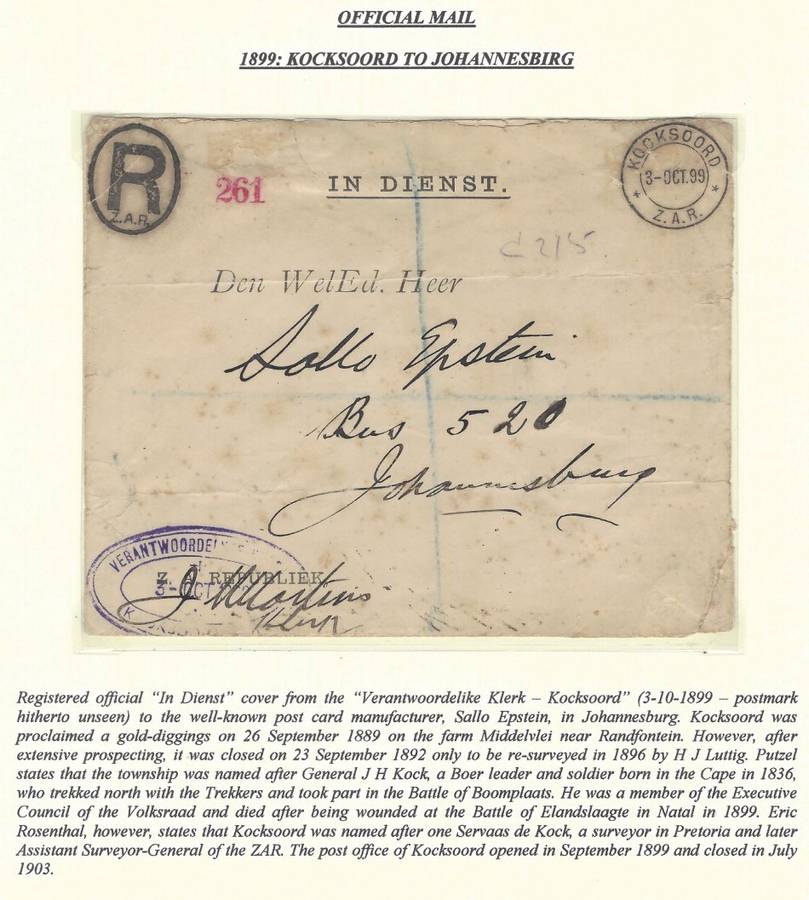 OFFICIAL MAIL
1899: KOCKSOORD TO JOHANNESBIRG
R
Z.A.R.
261
IN DIENST.
KOCKSOORD
3-OCT.99
* Z.A.R. *
C 2/5
Den WelEd. Heer
Sallo Epstein
Bus 520
Johannesburg
VERANTWOORDELI
Z. A. REPUBLIEK
3-OCT
J Martins
Klerk
Registered official “In Dienst” cover from the “Verantwoordelike Klerk – Kocksoord” (3-10-1899 – postmark
hitherto unseen) to the well-known post card manufacturer, Sallo Epstein, in Johannesburg. Kocksoord was
proclaimed a gold-diggings on 26 September 1889 on the farm Middelvlei near Randfontein. However, after
extensive prospecting, it was closed on 23 September 1892 only to be re-surveyed in 1896 by H J Luttig. Putzel
states that the township was named after General J H Kock, a Boer leader and soldier born in the Cape in 1836,
who trekked north with the Trekkers and took part in the Battle of Boomplaats. He was a member of the Executive
Council of the Volksraad and died after being wounded at the Battle of Elandslaagte in Natal in 1899. Eric
Rosenthal, however, states that Kocksoord was named after one Servaas de Kock, a surveyor in Pretoria and later
Assistant Surveyor-General of the ZAR. The post office of Kocksoord opened in September 1899 and closed in July
1903.